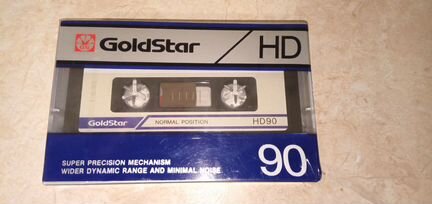 GoldStar HD
GoldStar NORMAL POSITION HD90
SUPER PRECISION MECHANISM
WIDER DYNAMIC RANGE AND MINIMAL NOISE
90